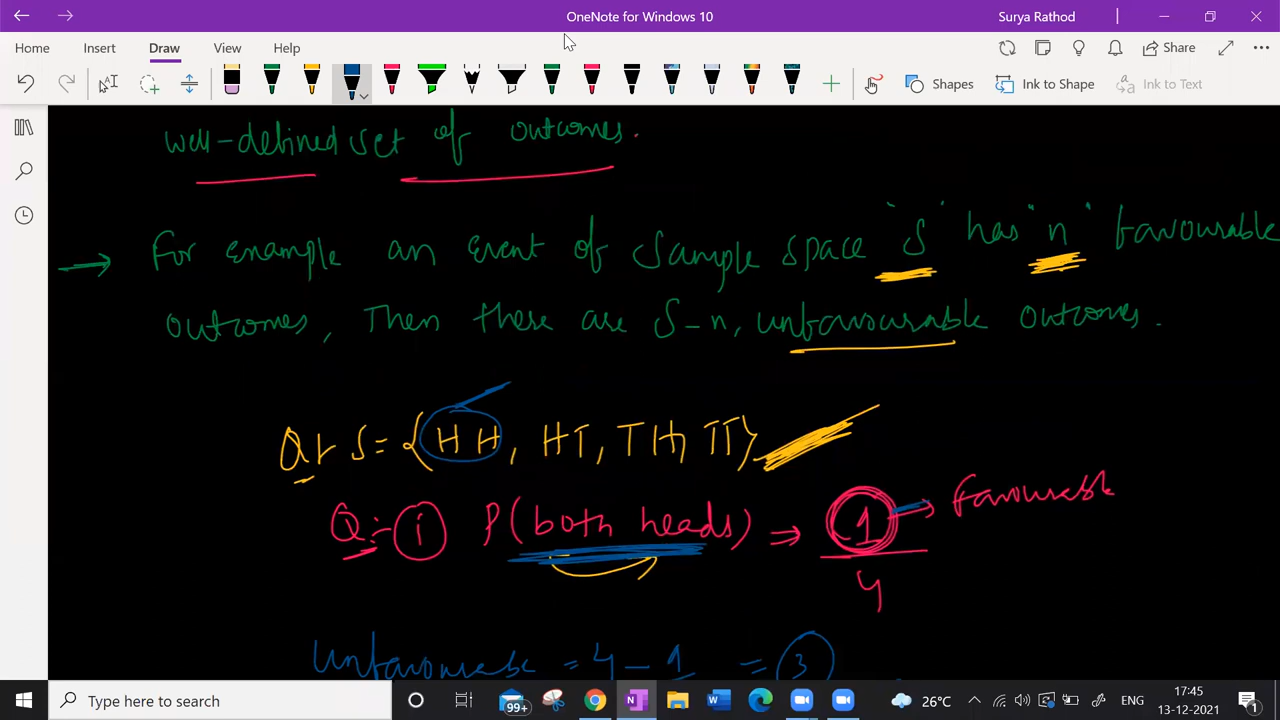 OneNote for Windows 10
Surya Rathod
Home Insert Draw View Help
Share
Shapes
Ink to Shape
Ink to Text
well-defined set of outcomes.
→ For example an event of sample space "S" has "n" favourable
outcomes, Then there are S-n, unfavourable outcomes.
S = {HH, HT, TH, TT}
Q:- i P(both heads) ⇒ 1 → Favourable
4
Unfavourable = 4 - 1 = 3
Type here to search
99+
26°C
ENG
17:45
13-12-2021
1